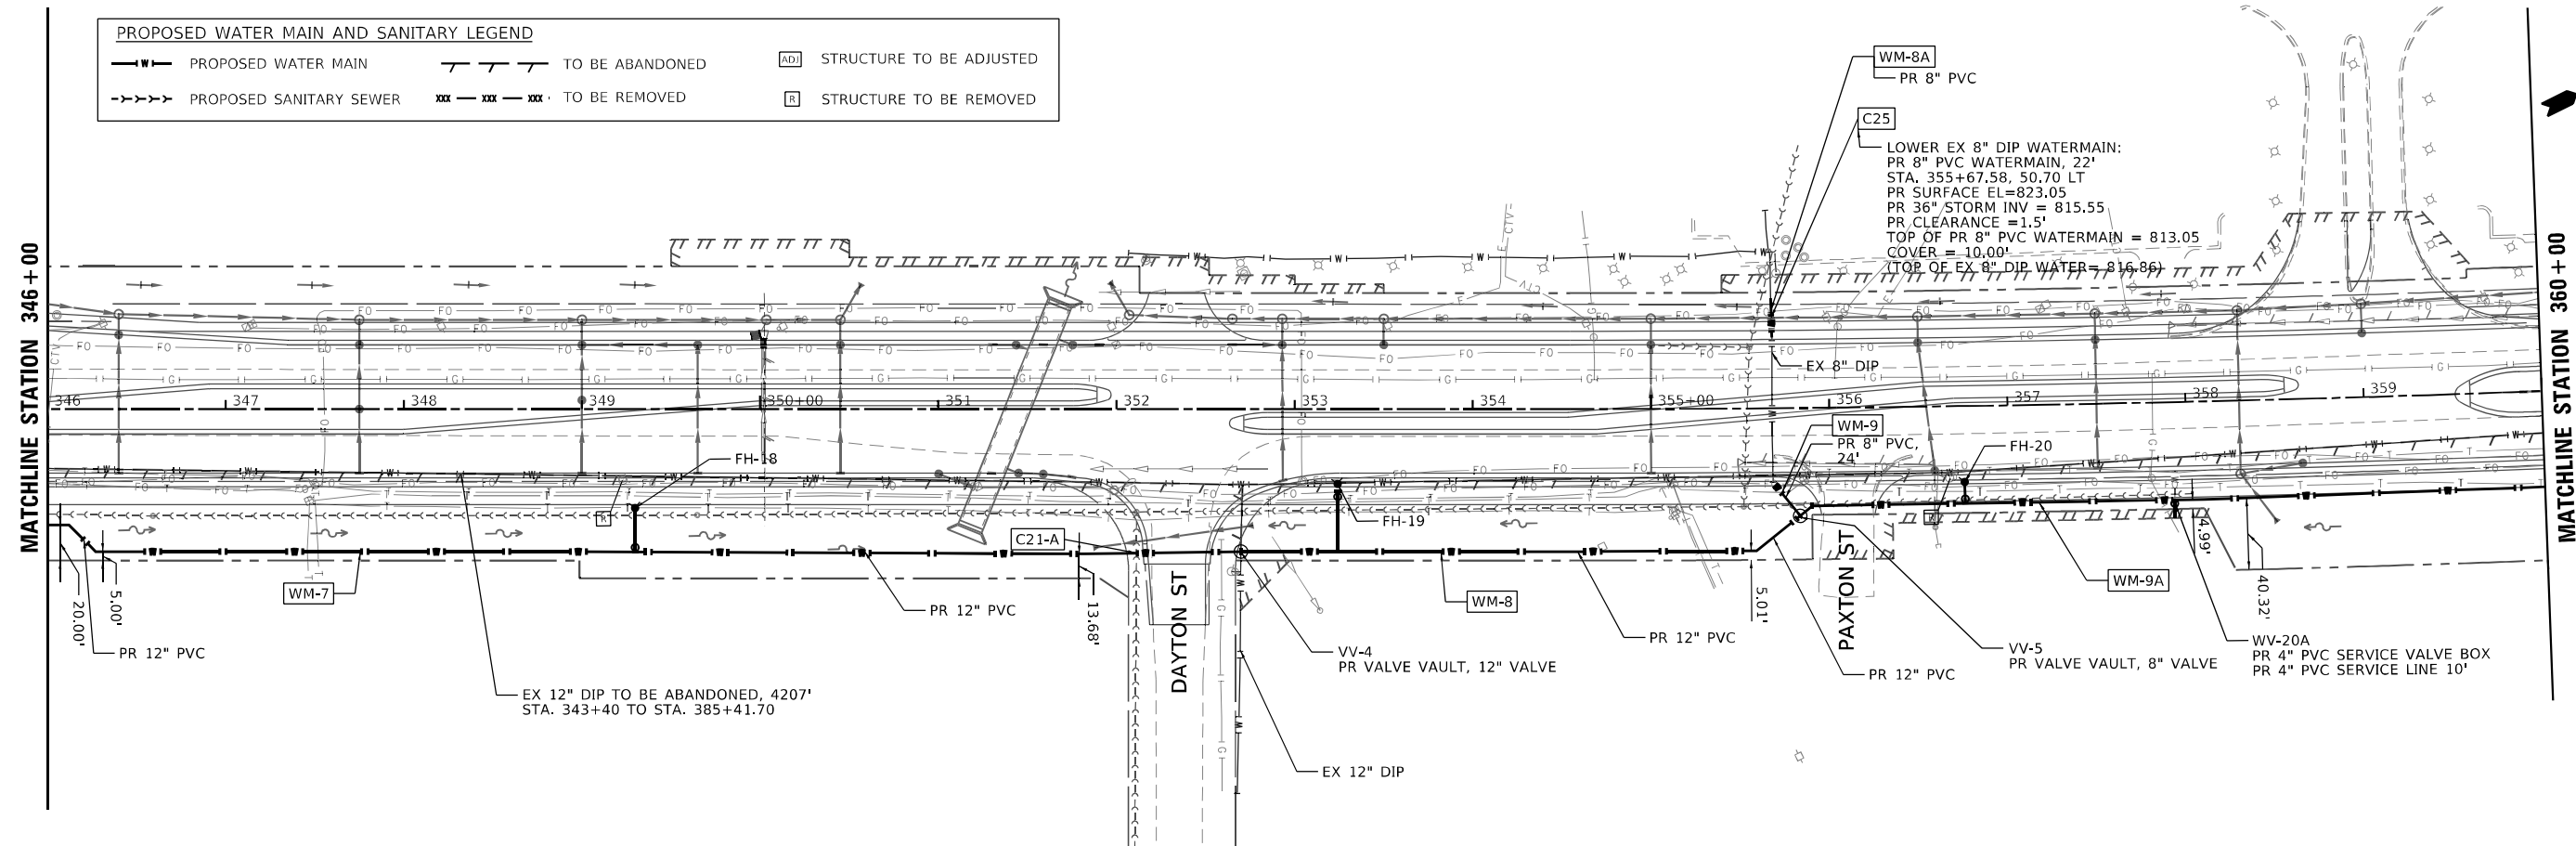 PROPOSED WATER MAIN AND SANITARY LEGEND
W PROPOSED WATER MAIN
TO BE ABANDONED
ADJ STRUCTURE TO BE ADJUSTED
PROPOSED SANITARY SEWER
XXX XXX XXX TO BE REMOVED
R STRUCTURE TO BE REMOVED
WM-8A
PR 8" PVC
C25
LOWER EX 8" DIP WATERMAIN:
PR 8" PVC WATERMAIN, 22'
STA. 355+67.58, 50.70 LT
PR SURFACE EL=823.05
PR 36" STORM INV = 815.55
PR CLEARANCE =1.5'
TOP OF PR 8" PVC WATERMAIN = 813.05
COVER = 10.00'
(TOP OF EX 8" DIP WATER= 816.86)
MATCHLINE STATION 346+00
MATCHLINE STATION 360+00
EX 8" DIP
346
347
348
349
350+00
351
352
353
354
355+00
356
357
358
359
WM-9
PR 8" PVC,
24'
FH-18
FH-19
FH-20
R
C21-A
WM-7
WM-8
WM-9A
20.00'
5.00'
13.68'
5.01'
4.99'
40.32'
PR 12" PVC
PR 12" PVC
PR 12" PVC
PR 12" PVC
DAYTON ST
PAXTON ST
VV-4
PR VALVE VAULT, 12" VALVE
VV-5
PR VALVE VAULT, 8" VALVE
WV-20A
PR 4" PVC SERVICE VALVE BOX
PR 4" PVC SERVICE LINE 10'
EX 12" DIP TO BE ABANDONED, 4207'
STA. 343+40 TO STA. 385+41.70
EX 12" DIP